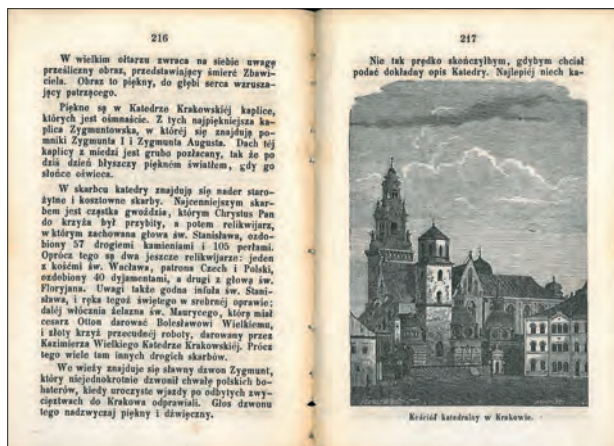 216
W wielkim ołtarzu zwraca na siebie uwagę
prześliczny obraz, przedstawiający śmierć Zbawi-
ciela. Obraz to piękny, do głębi serca wzrusza-
jący patrzącego.
Piękne są w Katedrze Krakowskiéj kaplice,
których jest ośmnaście. Z tych najpiękniejsza ka-
plica Zygmuntowska, w któréj się znajdują po-
mniki Zygmunta I i Zygmunta Augusta. Dach téj
kaplicy z miedzi jest grubo pozłacany, tak że po
dziś dzień błyszczy piękném światłem, gdy go
słońce oświeca.
W skarbcu katedry znajdują się nader staro-
żytne i kosztowne skarby. Najcenniejszym skar-
bem jest cząstka gwoździa, którym Chrystus Pan
do krzyża był przybity, a potem relikwijarz,
w którym zachowana głowa św. Stanisława, ozdo-
biony 57 drogiemi kamieniami i 105 perłami.
Oprócz tego są dwa jeszcze relikwijarze: jeden
z kośćmi św. Wacława, patrona Czech i Polski,
ozdobiony 40 dyjamentami, a drugi z głową św.
Floryjana. Uwagi także godna infuła św. Stani-
sława, i ręka tegoż świętego w srebrnéj oprawie;
daléj włócznia żelazna św. Maurycego, którą miał
cesarz Otton darować Bolesławowi Wielkiemu,
i złoty krzyż przecudnéj roboty, darowany przez
Kazimierza Wielkiego Katedrze Krakowskiéj. Prócz
tego wiele tam innych drogich skarbów.
We wieży znajduje się sławny dzwon Zygmunt,
który niejednokrotnie dzwonił chwałę polskich bo-
haterów, kiedy uroczyste wjazdy po odbytych zwy-
cięztwach do Krakowa odprawiali. Głos dzwonu
tego nadzwyczaj piękny i dźwięczny.
217
Nie tak prędko skończyłbym, gdybym chciał
podać dokładny opis Katedry. Najlepiéj niech ka-
Kościół katedralny w Krakowie.